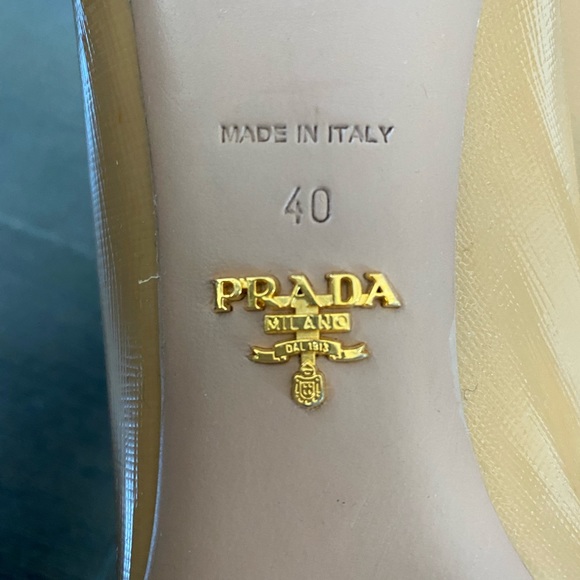 MADE IN ITALY
40
PRADA
MILANO
DAL 1913